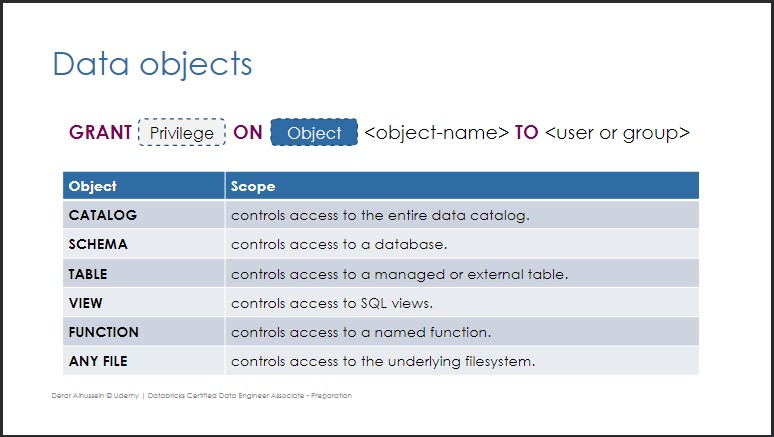 Data objects
GRANT Privilege ON Object <object-name> TO <user or group>
Object Scope
CATALOG controls access to the entire data catalog.
SCHEMA controls access to a database.
TABLE controls access to a managed or external table.
VIEW controls access to SQL views.
FUNCTION controls access to a named function.
ANY FILE controls access to the underlying filesystem.
Derar Alhussein © Udemy | Databricks Certified Data Engineer Associate - Preparation